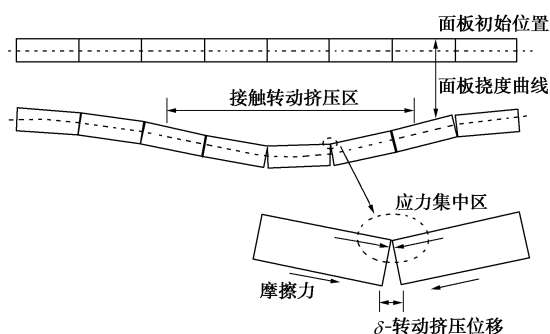 面板初始位置
面板挠度曲线
接触转动挤压区
应力集中区
摩擦力
δ-转动挤压位移